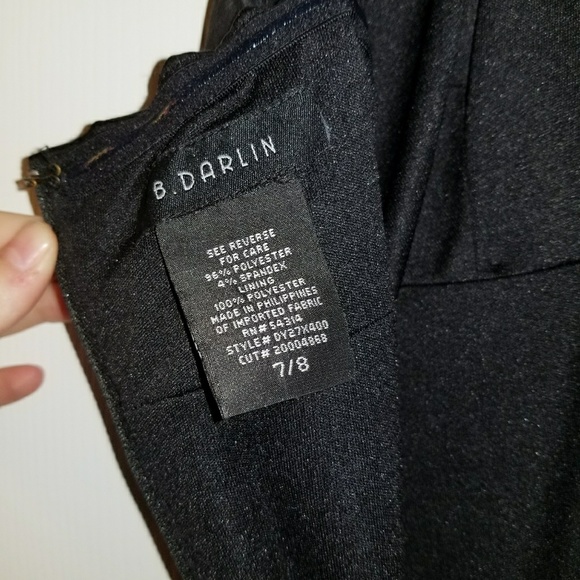 B. DARLIN
SEE REVERSE
FOR CARE
96% POLYESTER
4% SPANDEX
LINING
100% POLYESTER
MADE IN PHILIPPINES
OF IMPORTED FABRIC
RN# 54314
STYLE# DY27X400
CUT# 20004868
7/8